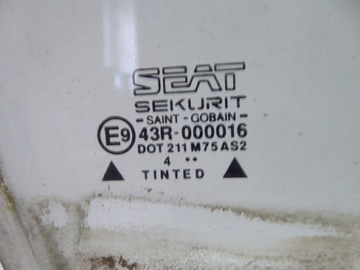 SEAT
SEKURIT
- SAINT - GOBAIN -
E9 43R-000016
DOT 211 M75 AS2
4 ••
TINTED